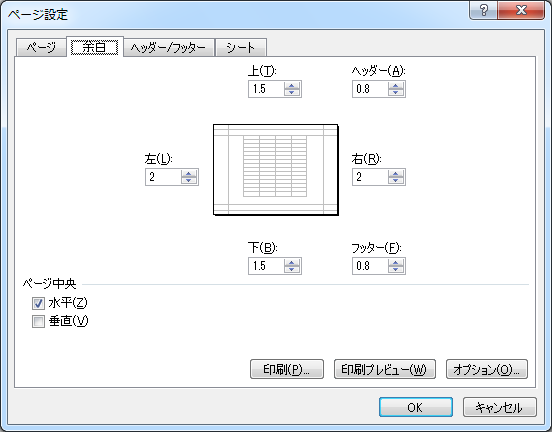 ページ設定
?
ページ 余白 ヘッダー/フッター シート
上(T): ヘッダー(A):
1.5 0.8
左(L): 右(R):
2 2
下(B): フッター(F):
1.5 0.8
ページ中央
水平(Z)
垂直(V)
印刷(P)... 印刷プレビュー(W) オプション(O)...
OK キャンセル